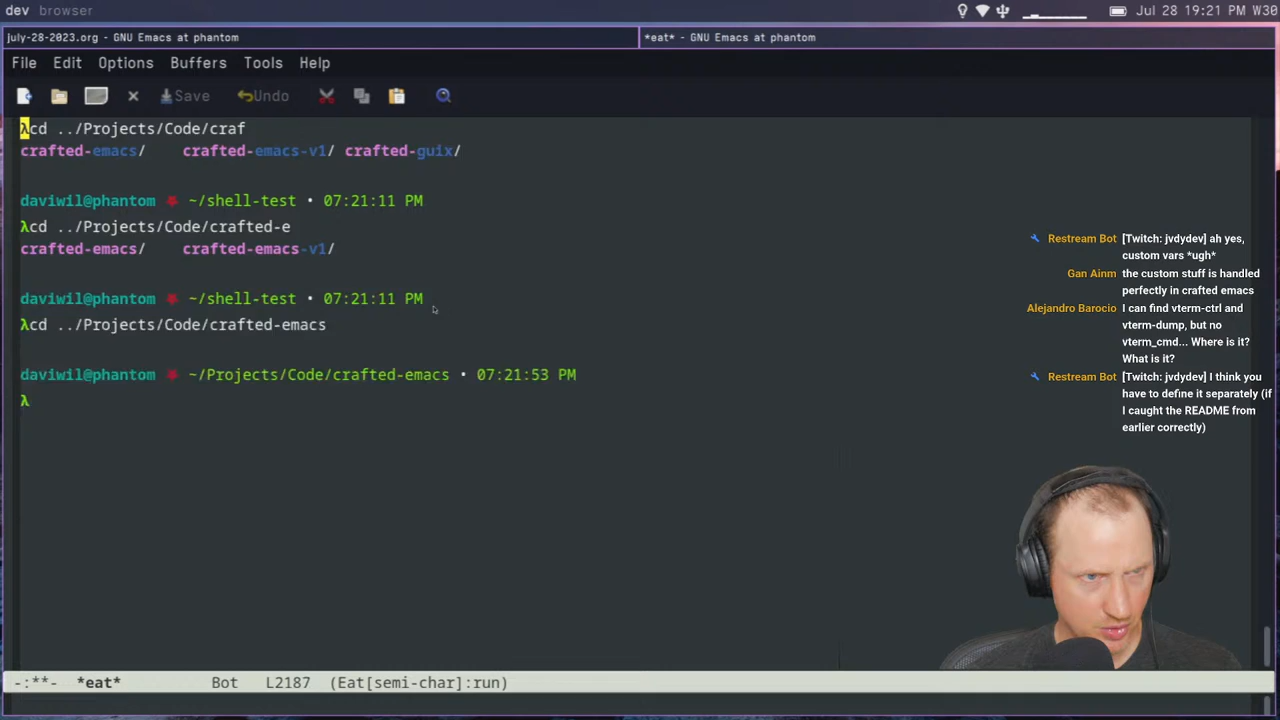 dev browser
Jul 28 19:21 PM W30
july-28-2023.org - GNU Emacs at phantom
*eat* - GNU Emacs at phantom
File Edit Options Buffers Tools Help
Save Undo
λcd ../Projects/Code/craf
crafted-emacs/ crafted-emacs-v1/ crafted-guix/
daviwil@phantom ~/shell-test • 07:21:11 PM
λcd ../Projects/Code/crafted-e
crafted-emacs/ crafted-emacs-v1/
daviwil@phantom ~/shell-test • 07:21:11 PM
λcd ../Projects/Code/crafted-emacs
daviwil@phantom ~/Projects/Code/crafted-emacs • 07:21:53 PM
λ
Restream Bot [Twitch: jvdydev] ah yes,
custom vars *ugh*
Gan Ainm the custom stuff is handled
perfectly in crafted emacs
Alejandro Barocio I can find vterm-ctrl and
vterm-dump, but no
vterm_cmd... Where is it?
What is it?
Restream Bot [Twitch: jvdydev] I think you
have to define it separately (if
I caught the README from
earlier correctly)
-:**- *eat* Bot L2187 (Eat[semi-char]:run)